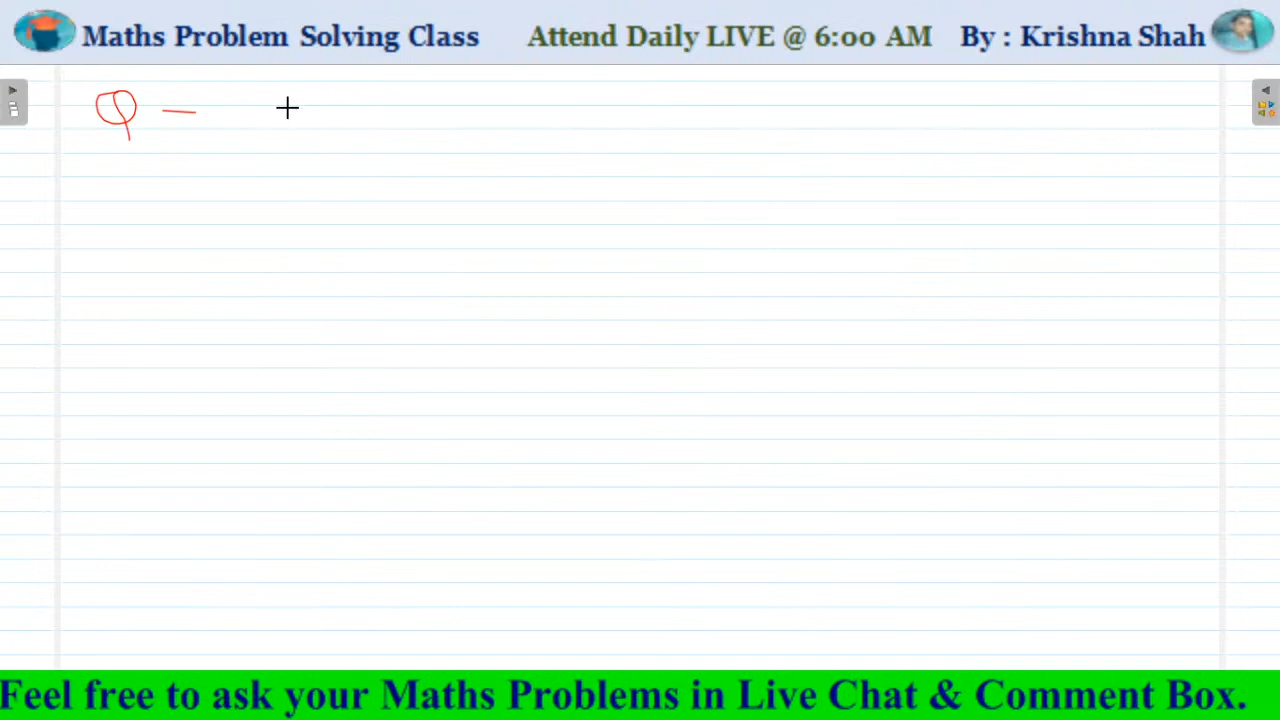 Maths Problem Solving Class Attend Daily LIVE @ 6:00 AM By : Krishna Shah
Q –
Feel free to ask your Maths Problems in Live Chat & Comment Box.